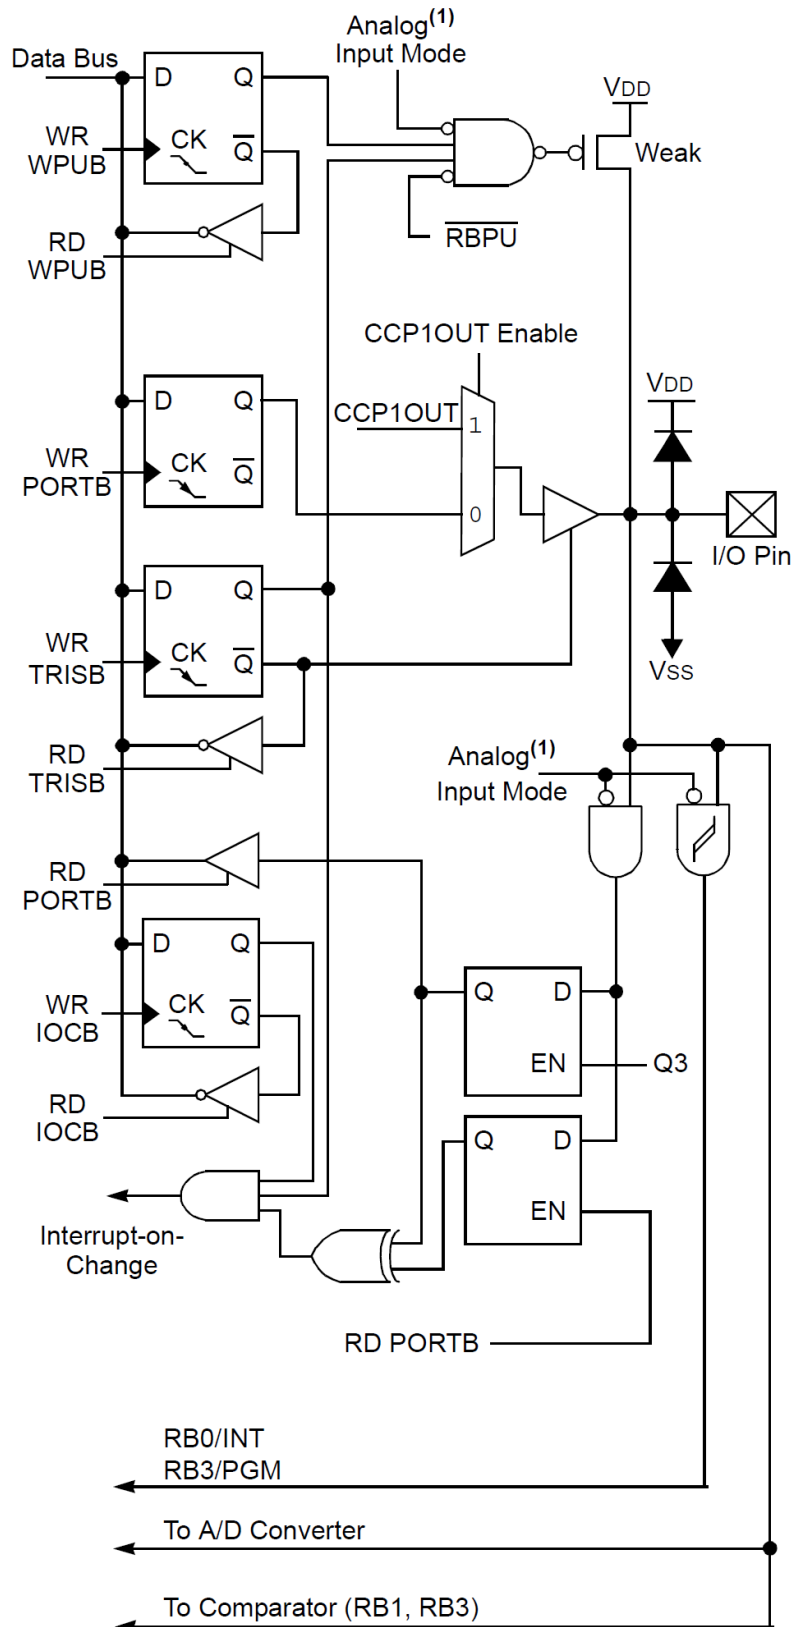 Analog(1)
Input Mode
Data Bus
D Q
VDD
WR
WPUB
CK Q
Weak
RD
WPUB
RBPU
CCP1OUT Enable
D Q
VDD
CCP1OUT
1
WR
PORTB
CK Q
0
I/O Pin
D Q
WR
TRISB
CK Q
VSS
RD
TRISB
Analog(1)
Input Mode
RD
PORTB
D Q
Q D
WR
IOCB
CK Q
EN
Q3
RD
IOCB
Q D
EN
Interrupt-on-
Change
RD PORTB
RB0/INT
RB3/PGM
To A/D Converter
To Comparator (RB1, RB3)